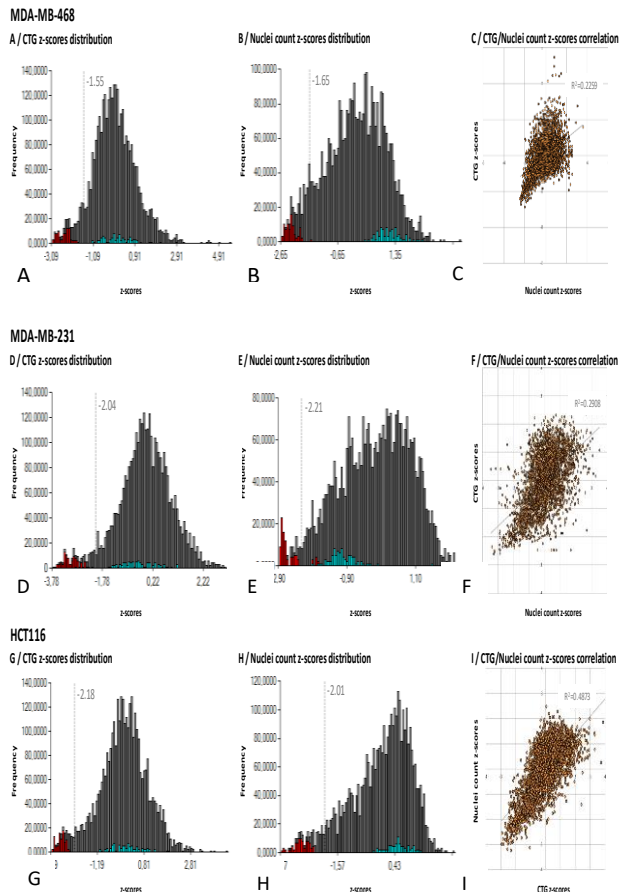 MDA-MB-468
A / CTG z-scores distribution
B / Nuclei count z-scores distribution
C / CTG/Nuclei count z-scores correlation
140,0000
120,0000
100,0000
80,0000
60,0000
40,0000
20,0000
0,0000
Frequency
-1.55
-3,09
-1,09
0,91
2,91
4,91
A
z-scores
100,0000
80,0000
60,0000
40,0000
20,0000
0,0000
Frequency
-1.65
-2,65
-0,65
1,35
B
z-scores
R²=0.2259
CTG z-scores
C
Nuclei count z-scores
MDA-MB-231
D / CTG z-scores distribution
E / Nuclei count z-scores distribution
F / CTG/Nuclei count z-scores correlation
140,0000
120,0000
100,0000
80,0000
60,0000
40,0000
20,0000
0
Frequency
-2.04
-3,78
-1,78
0,22
2,22
D
z-scores
80,0000
60,0000
40,0000
20,0000
Frequency
-2.21
2,90
-0,90
1,10
E
z-scores
R²=0.2908
CTG z-scores
F
Nuclei count z-scores
HCT116
G / CTG z-scores distribution
H / Nuclei count z-scores distribution
I / CTG/Nuclei count z-scores correlation
140,0000
120,0000
100,0000
80,0000
60,0000
40,0000
20,0000
0,0000
Frequency
-2.18
9
-1,19
0,81
2,81
G
z-scores
120,0000
100,0000
80,0000
60,0000
40,0000
20,0000
0,0000
Frequency
-2.01
7
-1,57
0,43
H
z-scores
R²=0.4873
Nuclei count z-scores
I
CTG z-scores